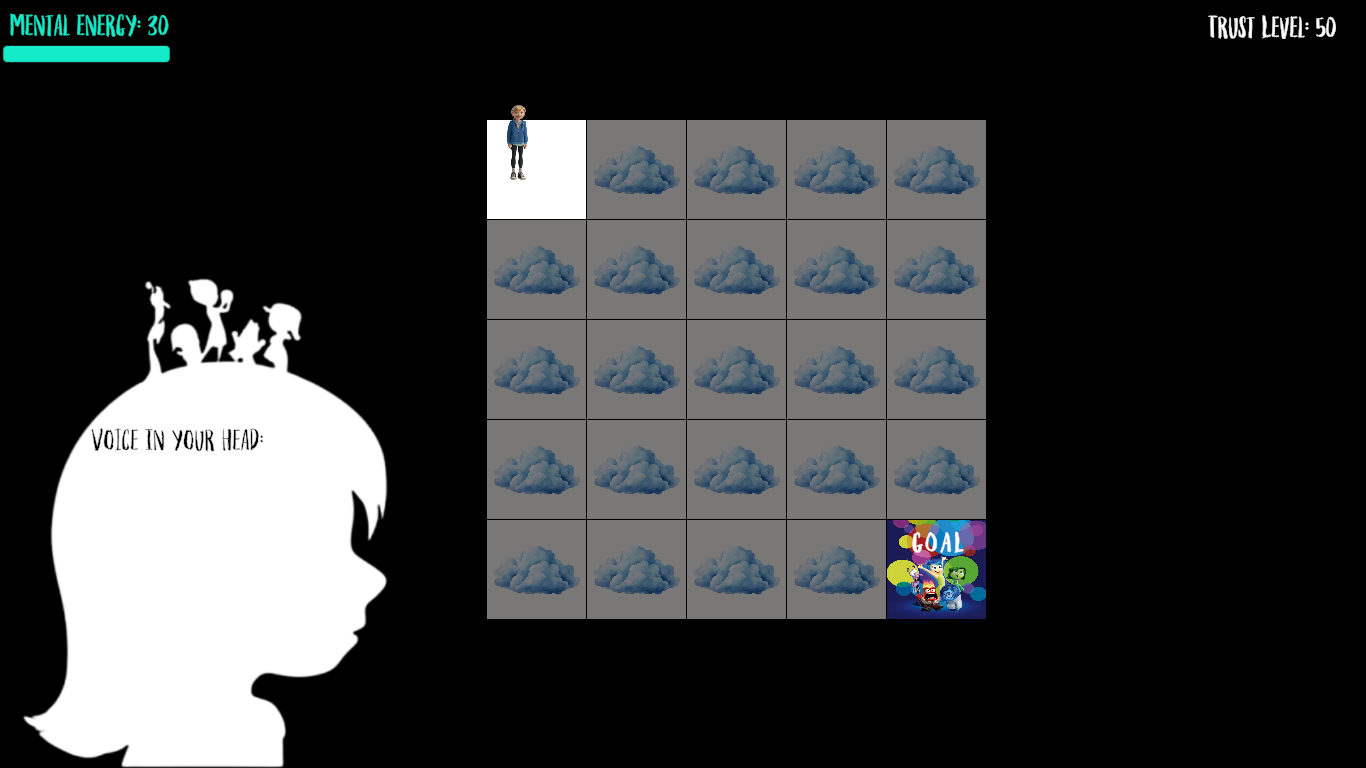 Mental Energy: 30
Trust Level: 50
Voice in your head:
GOAL